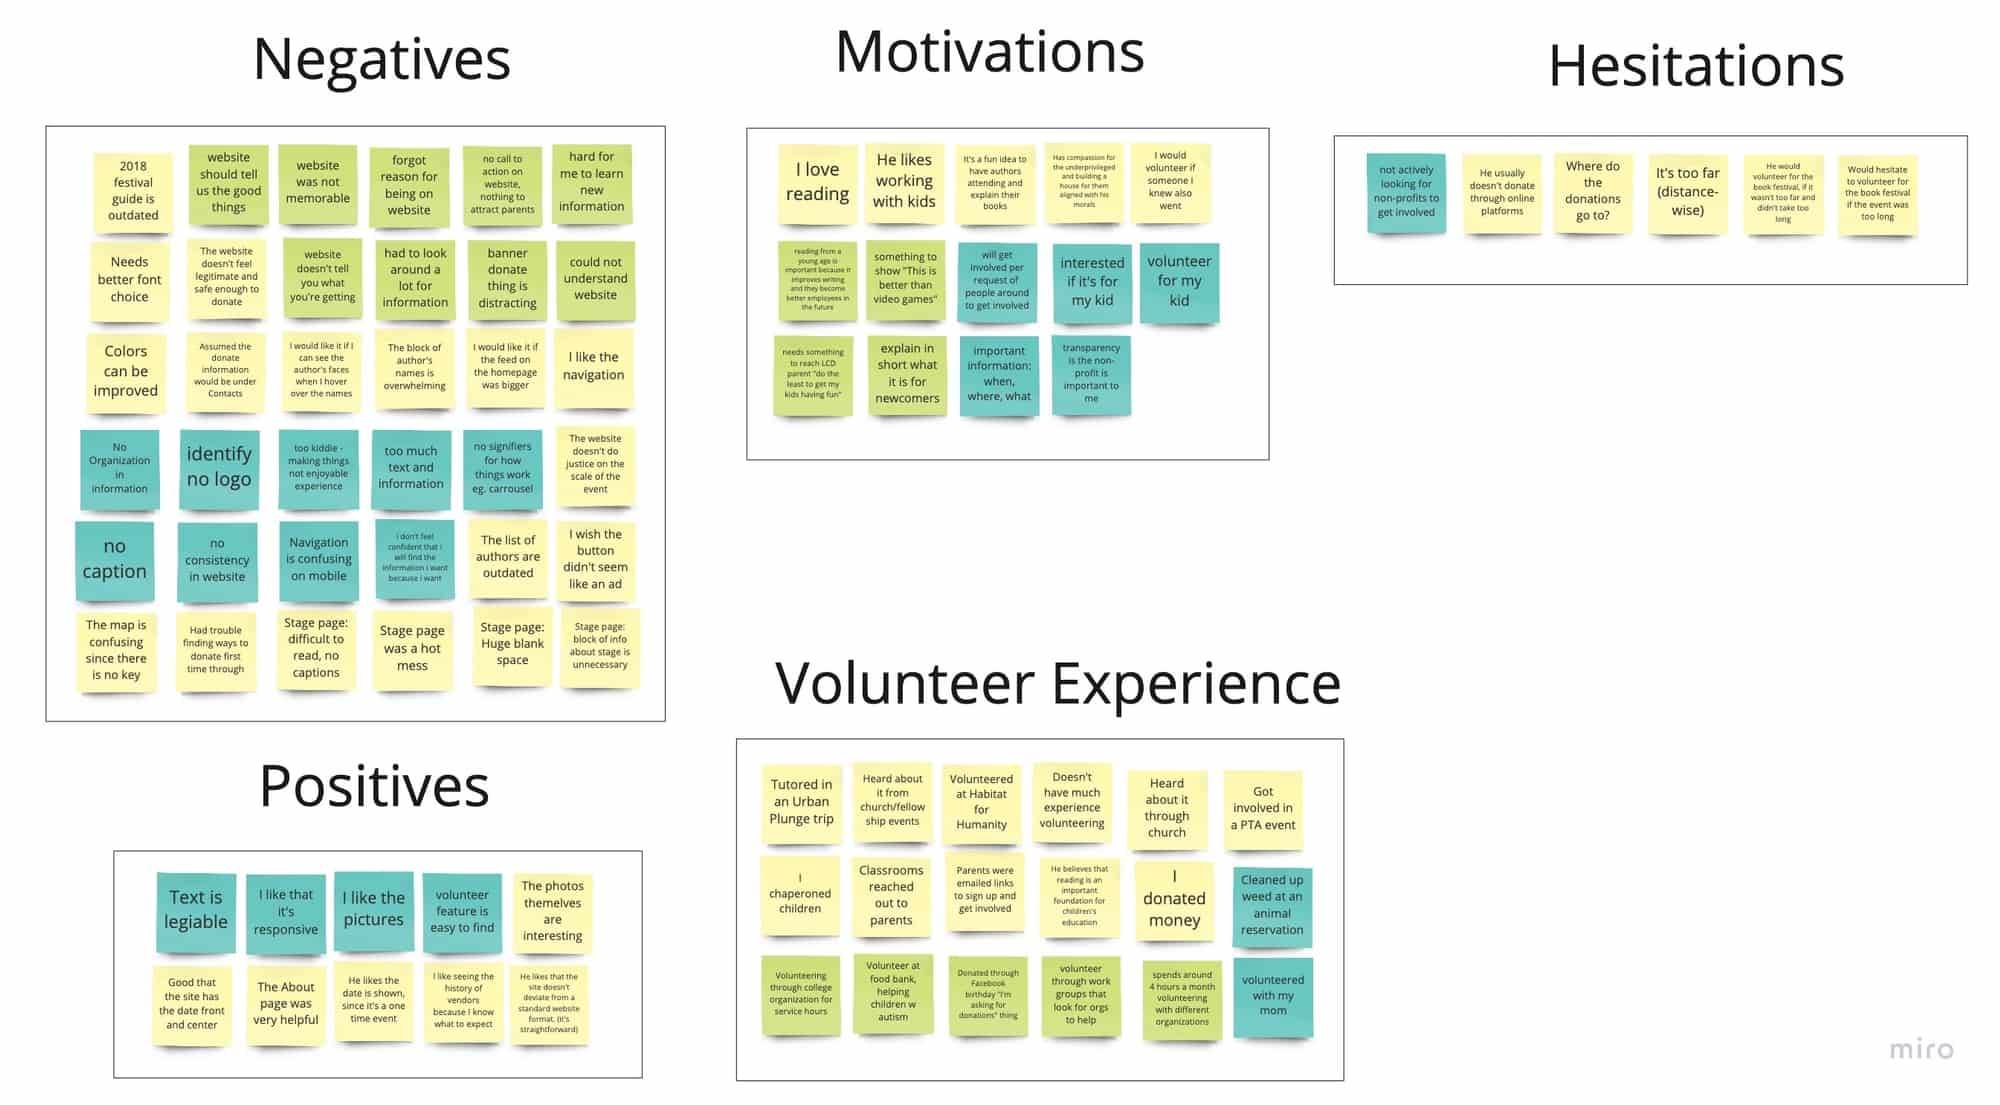 Negatives
2018
festival
guide is
outdated
website
should tell
us the good
things
website
was not
memorable
forgot
reason for
being on
website
no call to
action on
website,
nothing to
attract parents
hard for
me to learn
new
information
Needs
better font
choice
The website
doesn't feel
legitimate and
safe enough to
donate
website
doesn't tell
you what
you're getting
had to look
around a
lot for
information
banner
donate
thing is
distracting
could not
understand
website
Colors
can be
improved
Assumed the
donate
information
would be under
Contacts
I would like it if I
can see the
author's faces
when I hover
over the names
The block of
author's
names is
overwhelming
I would like it if
the feed on
the homepage
was bigger
I like the
navigation
No
Organization
in
information
identify
no logo
too kiddie -
making things
not enjoyable
experience
too much
text and
information
no signifiers
for how
things work
eg. carrousel
The website
doesn't do
justice on the
scale of the
event
no
caption
no
consistency
in website
Navigation
is confusing
on mobile
i don't feel
confident that i
will find the
information i want
because i want
The list of
authors are
outdated
I wish the
button
didn't seem
like an ad
The map is
confusing
since there
is no key
Had trouble
finding ways to
donate first
time through
Stage page:
difficult to
read, no
captions
Stage page
was a hot
mess
Stage page:
Huge blank
space
Stage page:
block of info
about stage is
unnecessary
Motivations
I love
reading
He likes
working
with kids
It's a fun idea to
have authors
attending and
explain their
books
Has compassion for
the underprivileged
and building a
house for them
aligned with his
morals
I would
volunteer if
someone I
knew also
went
reading from a
young age is
important because it
improves writing
and they become
better employees in
the future
something to
show "This is
better than
video games"
will get
involved per
request of
people around
to get involved
interested
if it's for
my kid
volunteer
for my
kid
needs something
to reach LCD
parent "do the
least to get my
kids having fun"
explain in
short what
it is for
newcomers
important
information:
when,
where, what
transparency
is the non-
profit is
important to
me
Hesitations
not actively
looking for
non-profits to
get involved
He usually
doesn't donate
through online
platforms
Where do
the
donations
go to?
It's too far
(distance-
wise)
He would
volunteer for the
book festival, if it
wasn't too far and
didn't take too
long
Would hesitate
to volunteer for
the book festival
if the event was
too long
Positives
Text is
legiable
I like that
it's
responsive
I like the
pictures
volunteer
feature is
easy to find
The photos
themelves
are
interesting
Good that
the site has
the date front
and center
The About
page was
very helpful
He likes the
date is shown,
since it's a one
time event
I like seeing the
history of
vendors
because I know
what to expect
He likes that the
site doesn't
deviate from a
standard website
format. (it's
straightforward)
Volunteer Experience
Tutored in
an Urban
Plunge trip
Heard about
it from
church/fellow
ship events
Volunteered
at Habitat
for
Humanity
Doesn't
have much
experience
volunteering
Heard
about it
through
church
Got
involved in
a PTA event
I
chaperoned
children
Classrooms
reached
out to
parents
Parents were
emailed links
to sign up and
get involved
He believes that
reading is an
important
foundation for
children's
education
I
donated
money
Cleaned up
weed at an
animal
reservation
Volunteering
through college
organization for
service hours
Volunteer at
food bank,
helping
children w
autism
Donated through
Facebook
birthday "I'm
asking for
donations" thing
volunteer
through work
groups that
look for orgs
to help
spends around
4 hours a month
volunteering
with different
organizations
volunteered
with my
mom
miro